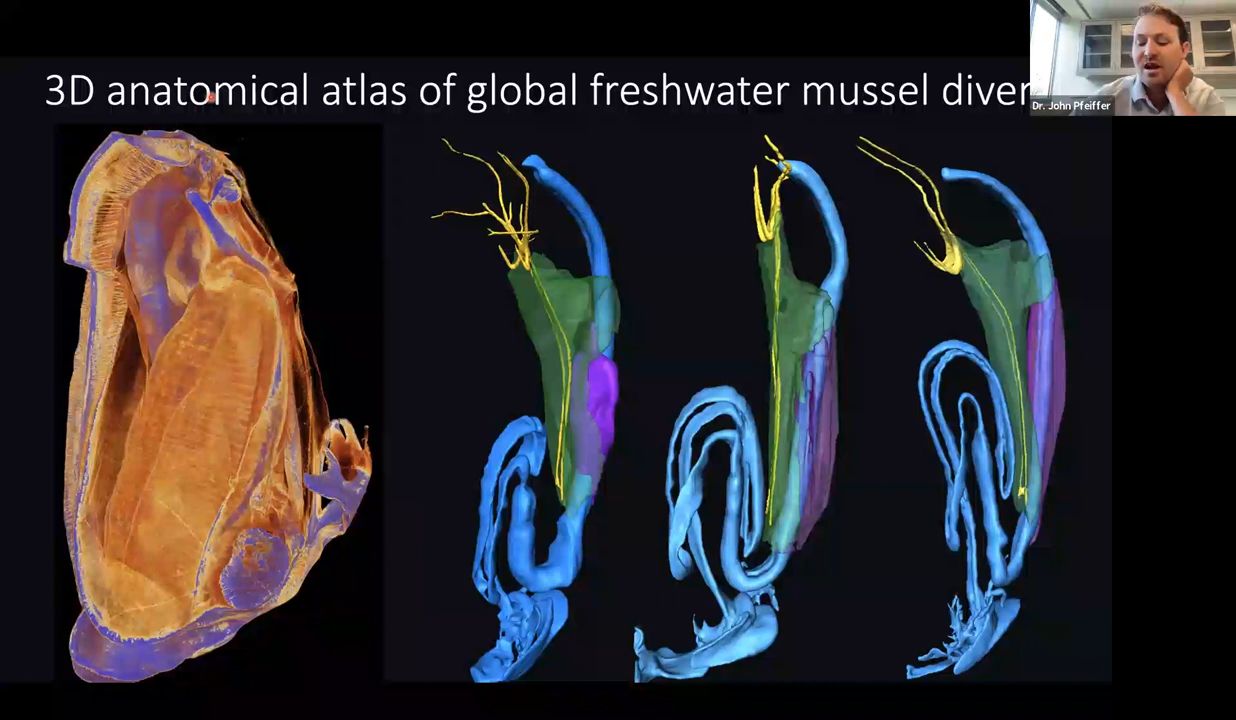 3D anatomical atlas of global freshwater mussel diver
Dr. John Pfeiffer